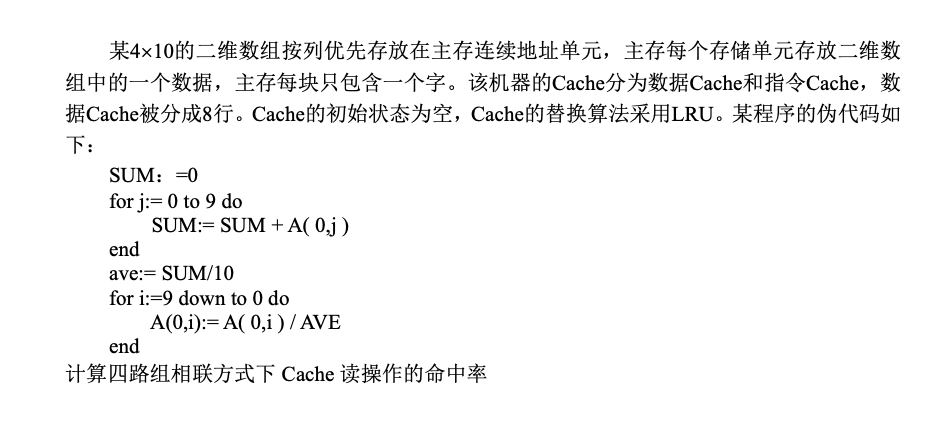 某4×10的二维数组按列优先存放在主存连续地址单元，主存每个存储单元存放二维数
组中的一个数据，主存每块只包含一个字。该机器的Cache分为数据Cache和指令Cache，数
据Cache被分成8行。Cache的初始状态为空，Cache的替换算法采用LRU。某程序的伪代码如
下：
SUM：=0
for j:= 0 to 9 do
SUM:= SUM + A( 0,j )
end
ave:= SUM/10
for i:=9 down to 0 do
A(0,i):= A( 0,i ) / AVE
end
计算四路组相联方式下 Cache 读操作的命中率